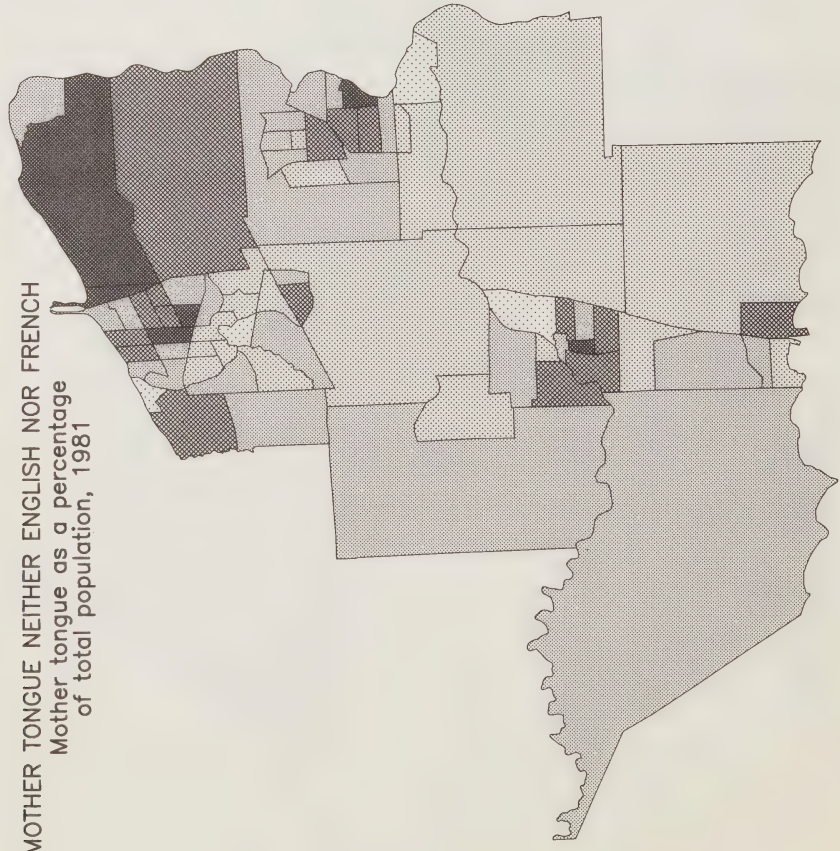 MOTHER TONGUE NEITHER ENGLISH NOR FRENCH
Mother tongue as a percentage
of total population, 1981